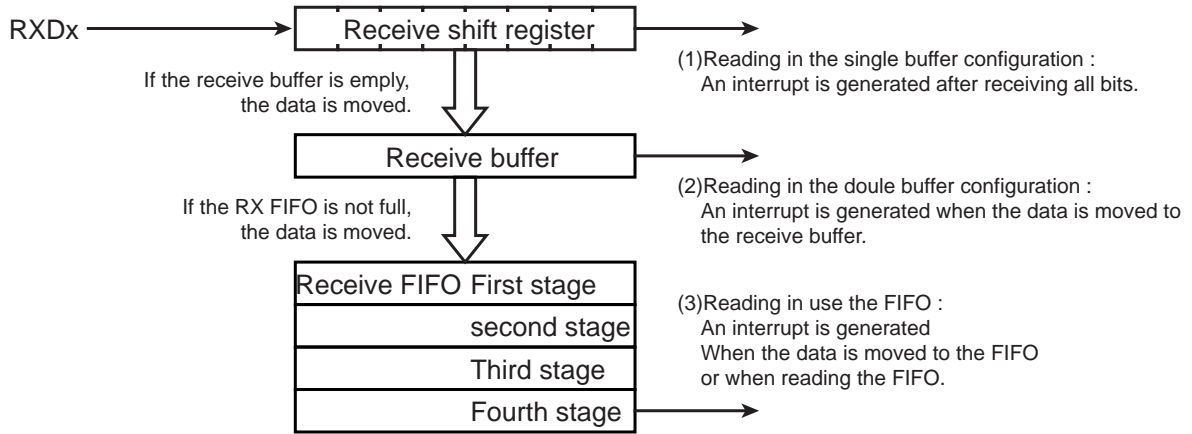 RXDx
Receive shift register
(1)Reading in the single buffer configuration :
An interrupt is generated after receiving all bits.
If the receive buffer is emply,
the data is moved.
Receive buffer
(2)Reading in the doule buffer configuration :
An interrupt is generated when the data is moved to
the receive buffer.
If the RX FIFO is not full,
the data is moved.
Receive FIFO First stage
second stage
Third stage
Fourth stage
(3)Reading in use the FIFO :
An interrupt is generated
When the data is moved to the FIFO
or when reading the FIFO.